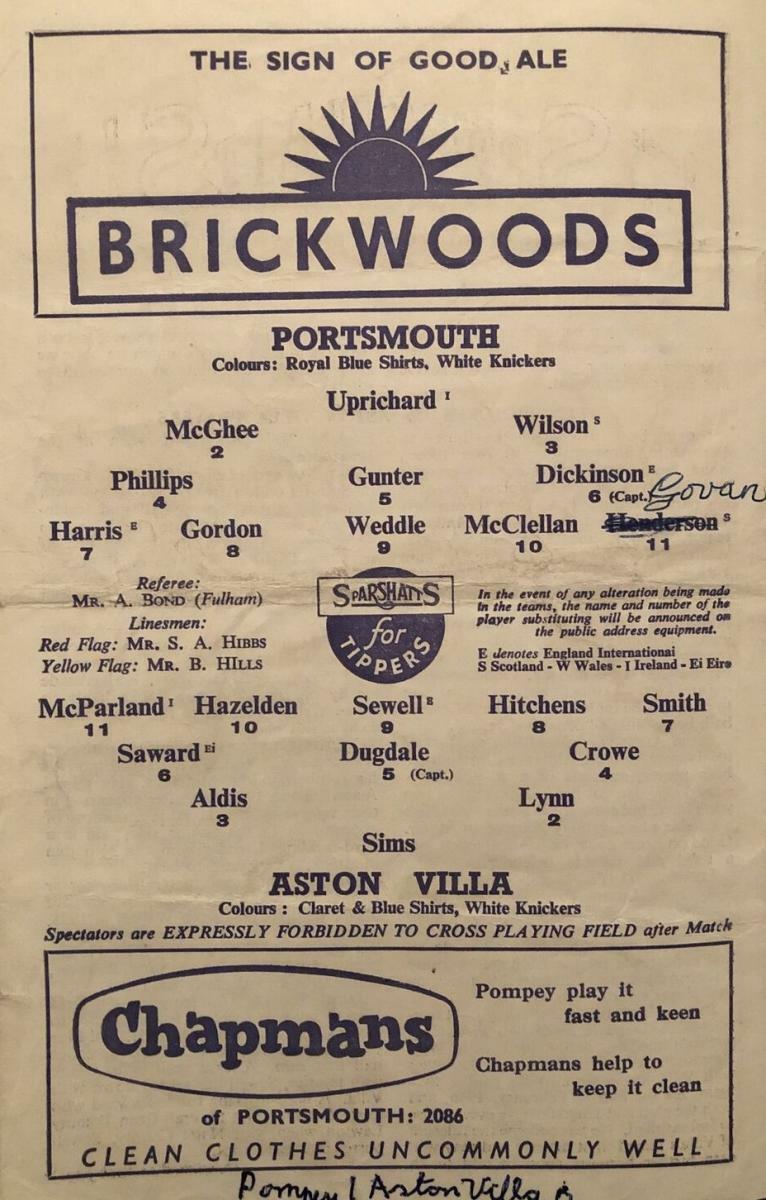 THE SIGN OF GOOD ALE
BRICKWOODS
PORTSMOUTH
Colours: Royal Blue Shirts, White Knickers
Uprichard I
McGhee Wilson S
2 3
Phillips Gunter Dickinson E
4 5 6 (Capt.) Govan
Harris E Gordon Weddle McClellan Henderson S
7 8 9 10 11
Referee:
MR. A. BOND (Fulham)
Linesmen:
Red Flag: MR. S. A. HIBBS
Yellow Flag: MR. B. HILLS
SPARSHATTS
for
TIPPERS
In the event of any alteration being made
in the teams, the name and number of the
player substituting will be announced on
the public address equipment.
E denotes England International
S Scotland - W Wales - I Ireland - Ei Eire
McParland I Hazelden Sewell E Hitchens Smith
11 10 9 8 7
Saward Ei Dugdale Crowe
6 5 (Capt.) 4
Aldis Lynn
3 2
Sims
ASTON VILLA
Colours : Claret & Blue Shirts, White Knickers
Spectators are EXPRESSLY FORBIDDEN TO CROSS PLAYING FIELD after Match
Chapmans
of PORTSMOUTH: 2086
Pompey play it
fast and keen
Chapmans help to
keep it clean
CLEAN CLOTHES UNCOMMONLY WELL
Pompey 1 Aston Villa